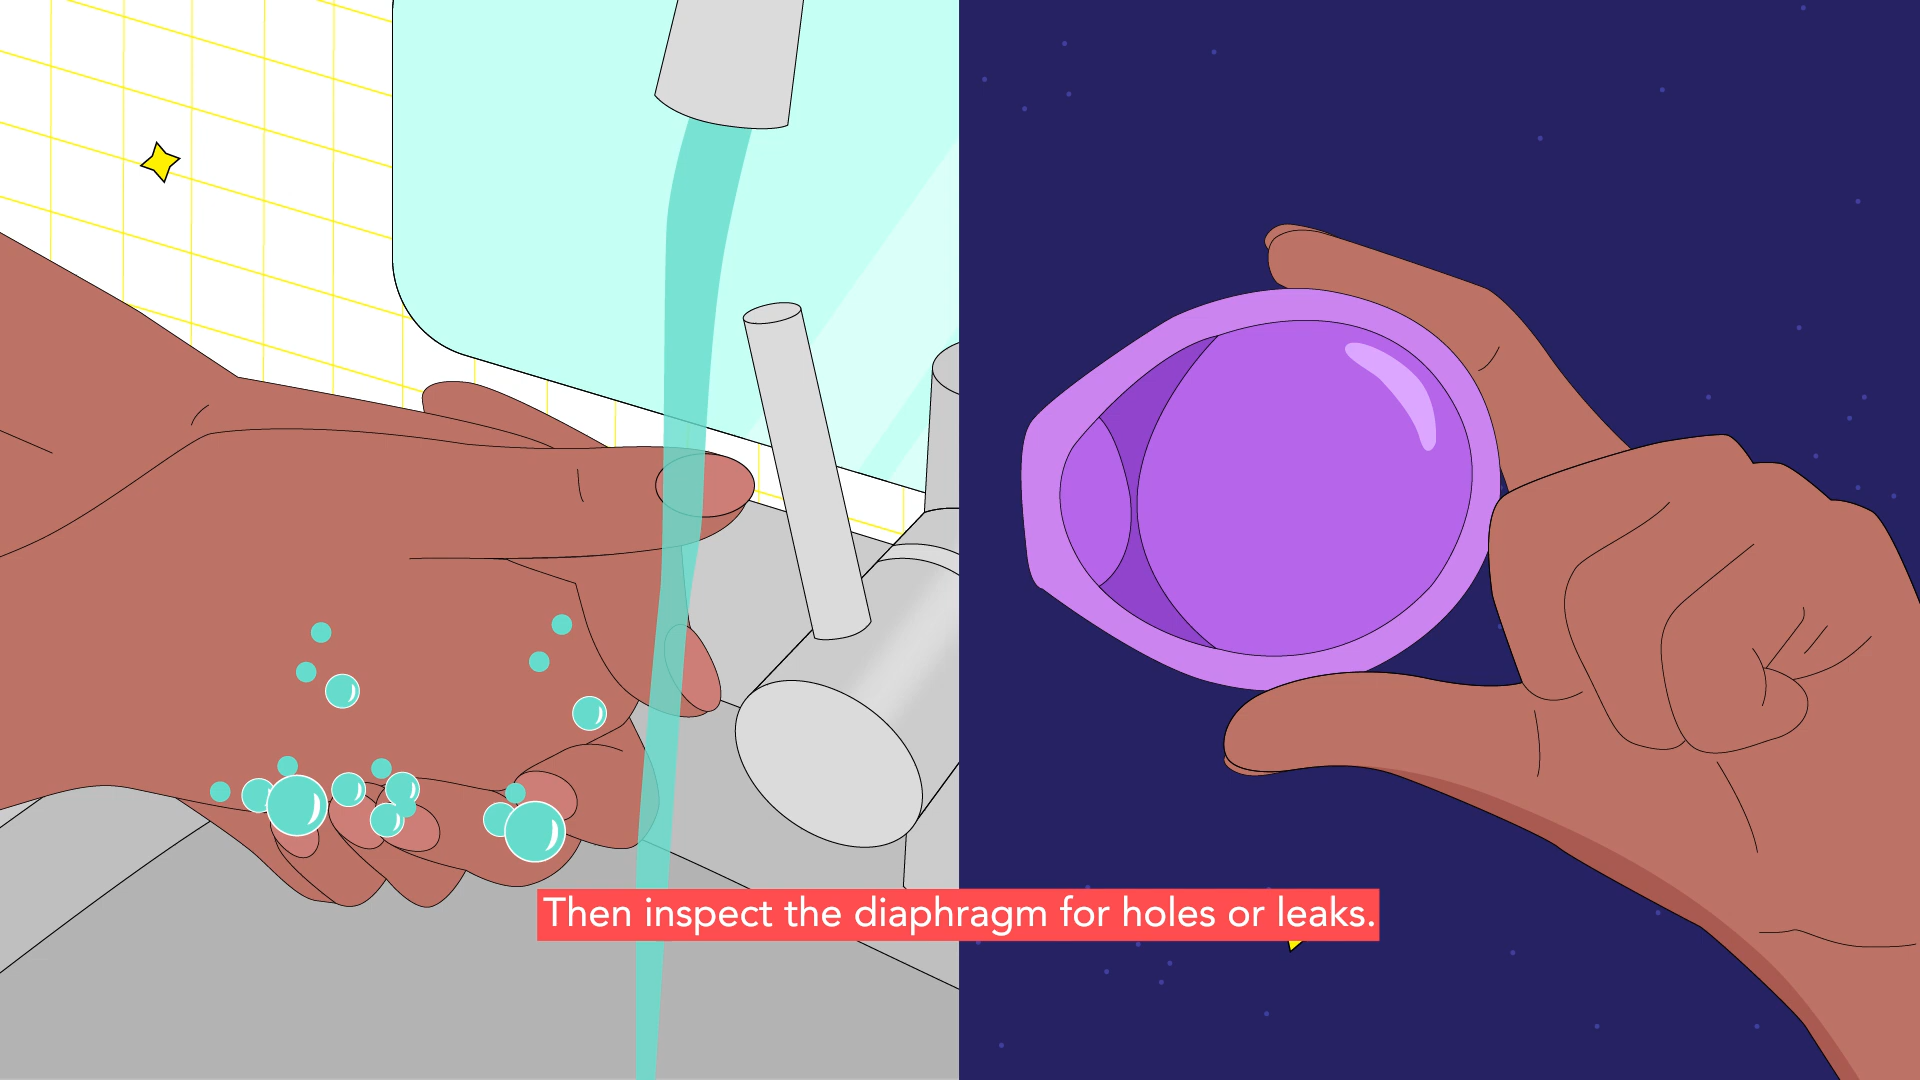 Then inspect the diaphragm for holes or leaks.